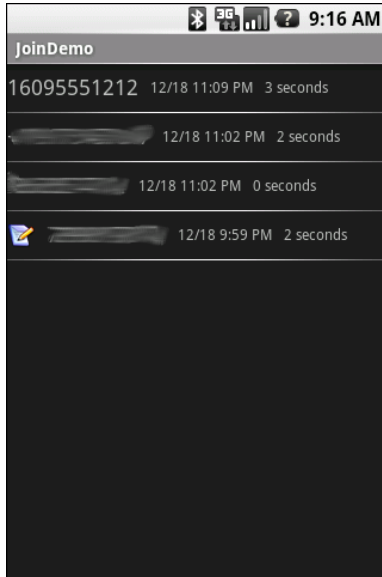 3G 9:16 AM
JoinDemo
16095551212 12/18 11:09 PM 3 seconds
12/18 11:02 PM 2 seconds
12/18 11:02 PM 0 seconds
12/18 9:59 PM 2 seconds